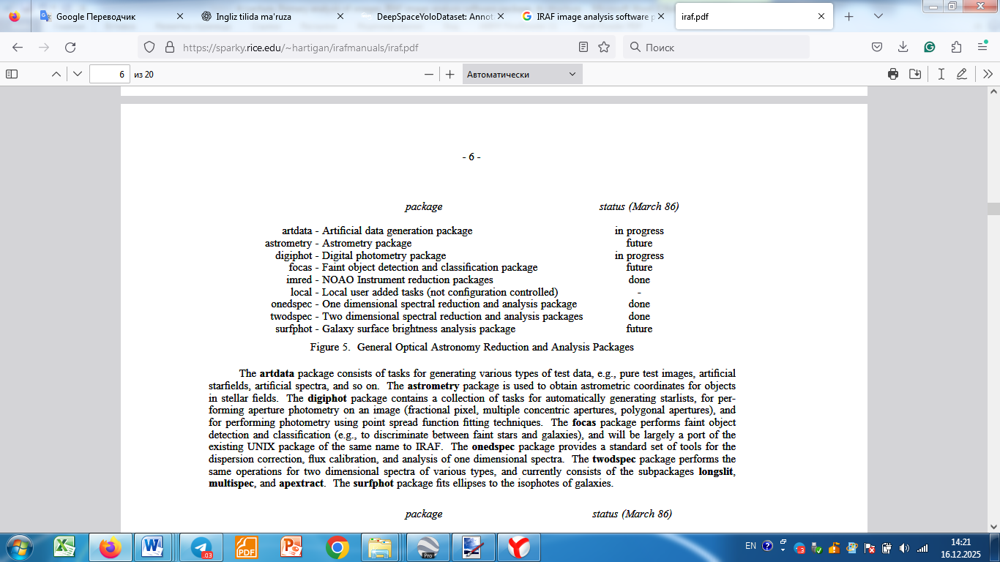 Google Переводчик
Ingliz tilida ma'ruza
DeepSpaceYoloDataset: Annot
IRAF image analysis software p
iraf.pdf
https://sparky.rice.edu/~hartigan/irafmanuals/iraf.pdf
Поиск
6 из 20
Автоматически
- 6 -
package status (March 86)
artdata - Artificial data generation package in progress
astrometry - Astrometry package future
digiphot - Digital photometry package in progress
focas - Faint object detection and classification package future
imred - NOAO Instrument reduction packages done
local - Local user added tasks (not configuration controlled) -
onedspec - One dimensional spectral reduction and analysis package done
twodspec - Two dimensional spectral reduction and analysis packages done
surfphot - Galaxy surface brightness analysis package future
Figure 5. General Optical Astronomy Reduction and Analysis Packages
The artdata package consists of tasks for generating various types of test data, e.g., pure test images, artificial
starfields, artificial spectra, and so on. The astrometry package is used to obtain astrometric coordinates for objects
in stellar fields. The digiphot package contains a collection of tasks for automatically generating starlists, for per-
forming aperture photometry on an image (fractional pixel, multiple concentric apertures, polygonal apertures), and
for performing photometry using point spread function fitting techniques. The focas package performs faint object
detection and classification (e.g., to discriminate between faint stars and galaxies), and will be largely a port of the
existing UNIX package of the same name to IRAF. The onedspec package provides a standard set of tools for the
dispersion correction, flux calibration, and analysis of one dimensional spectra. The twodspec package performs the
same operations for two dimensional spectra of various types, and currently consists of the subpackages longslit,
multispec, and apextract. The surfphot package fits ellipses to the isophotes of galaxies.
package status (March 86)
PDF
Pro
.03
EN
14:21
16.12.2025